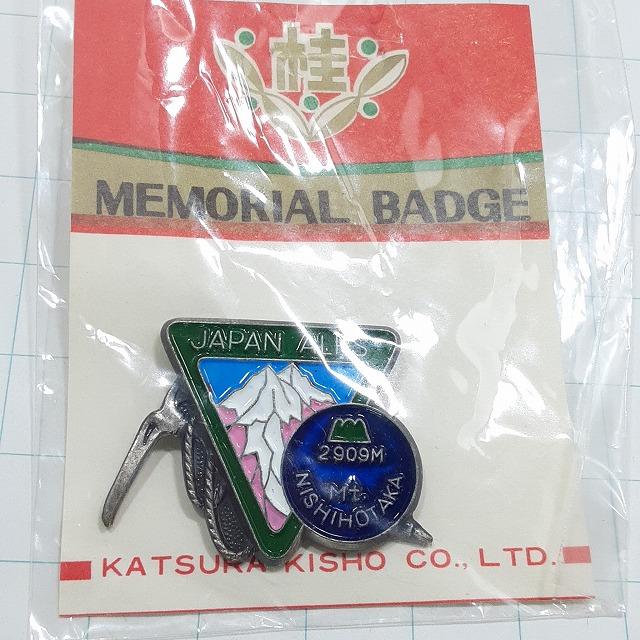 桂
MEMORIAL BADGE
JAPAN ALPS
2909M
Mt.
NISHIHOTAKA
KATSURA KISHO CO., LTD.